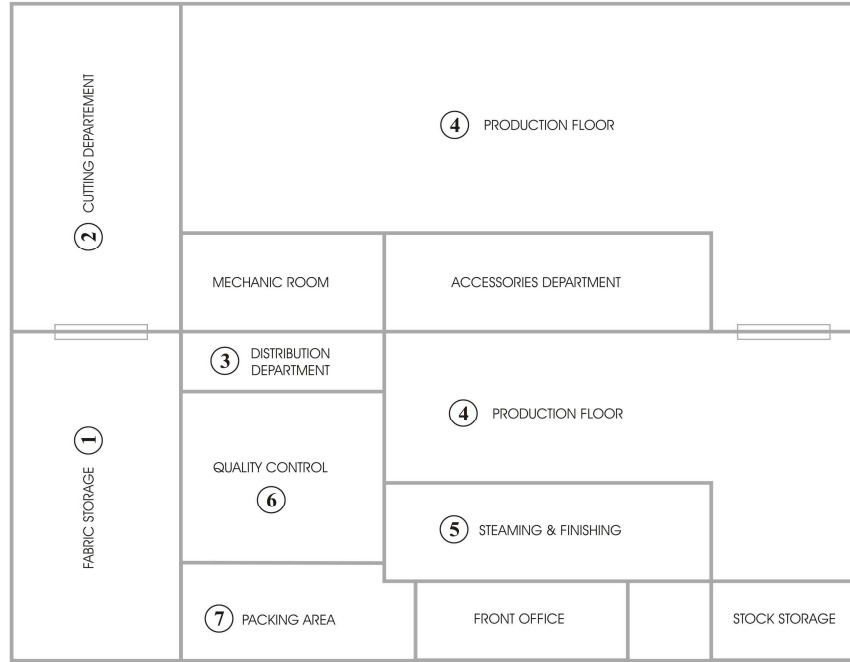 4 PRODUCTION FLOOR
2 CUTTING DEPARTEMENT
MECHANIC ROOM
ACCESSORIES DEPARTMENT
3 DISTRIBUTION
DEPARTMENT
4 PRODUCTION FLOOR
1
FABRIC STORAGE
QUALITY CONTROL
6
5 STEAMING & FINISHING
7 PACKING AREA
FRONT OFFICE
STOCK STORAGE